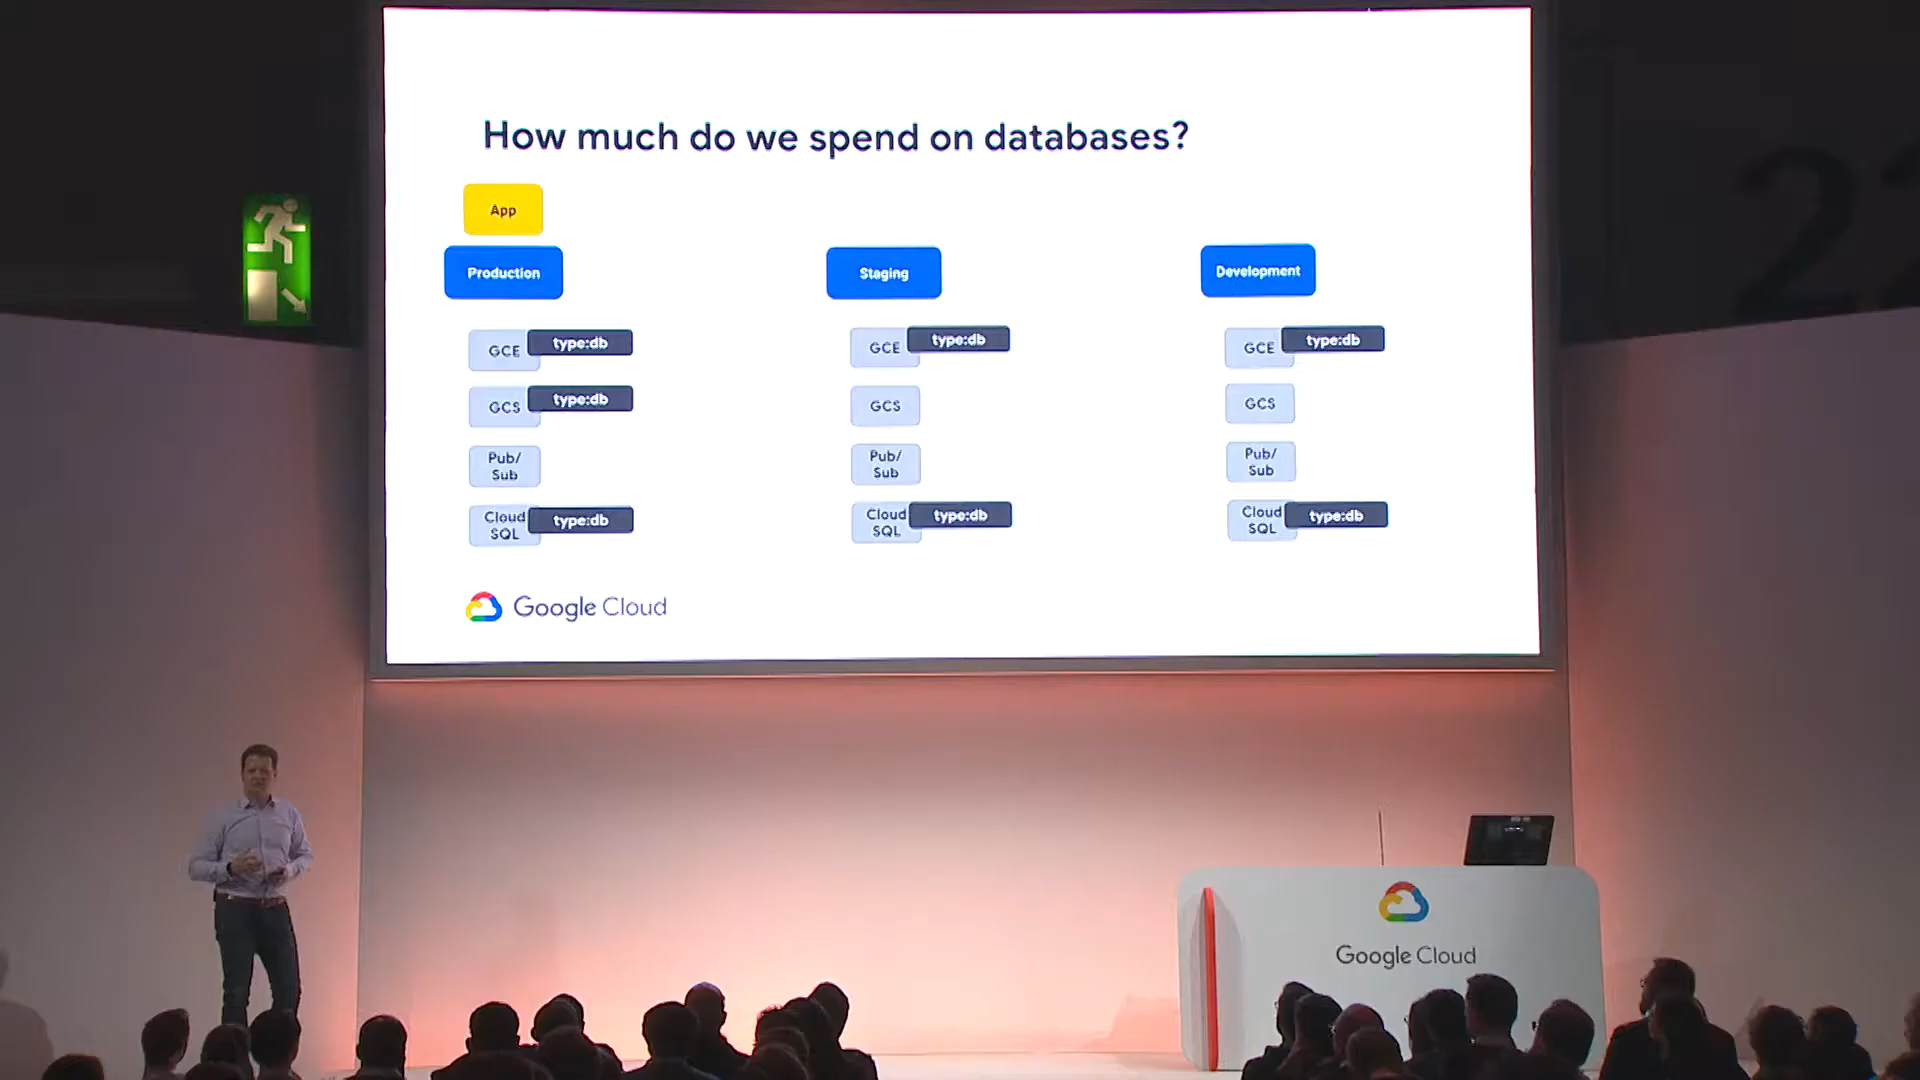 How much do we spend on databases?
App
Production
Staging
Development
GCE type:db
GCE type:db
GCE type:db
GCS type:db
GCS
GCS
Pub/
Sub
Pub/
Sub
Pub/
Sub
Cloud
SQL
type:db
Cloud
SQL
type:db
Cloud
SQL
type:db
Google Cloud
22
Google Cloud